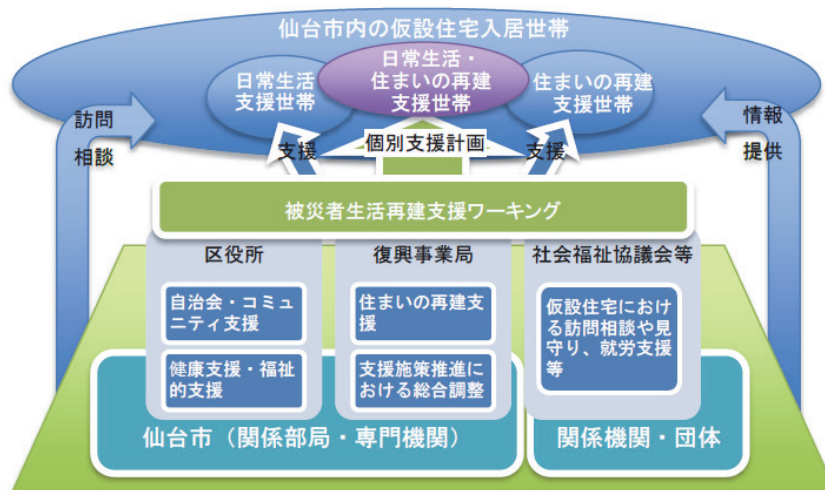 仙台市内の仮設住宅入居世帯
日常生活・
住まいの再建
支援世帯
日常生活
支援世帯
住まいの再建
支援世帯
訪問
相談
情報
提供
支援
個別支援計画
支援
被災者生活再建支援ワーキング
区役所
復興事業局
社会福祉協議会等
自治会・コミュ
ニティ支援
健康支援・福祉
的支援
住まいの再建支
援
支援施策推進に
おける総合調整
仮設住宅におけ
る訪問相談や見
守り、就労支援
等
仙台市（関係部局・専門機関）
関係機関・団体